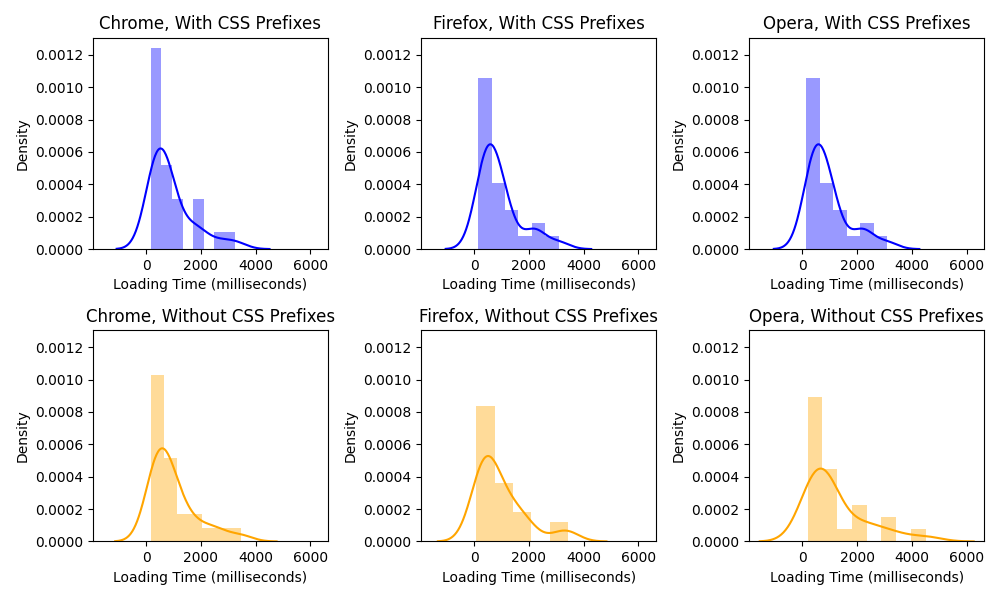 Chrome, With CSS Prefixes
Firefox, With CSS Prefixes
Opera, With CSS Prefixes
0.0012
0.0010
0.0008
0.0006
0.0004
0.0002
0.0000
Density
0 2000 4000 6000
Loading Time (milliseconds)
0.0012
0.0010
0.0008
0.0006
0.0004
0.0002
0.0000
Density
0 2000 4000 6000
Loading Time (milliseconds)
0.0012
0.0010
0.0008
0.0006
0.0004
0.0002
0.0000
Density
0 2000 4000 6000
Loading Time (milliseconds)
Chrome, Without CSS Prefixes
Firefox, Without CSS Prefixes
Opera, Without CSS Prefixes
0.0012
0.0010
0.0008
0.0006
0.0004
0.0002
0.0000
Density
0 2000 4000 6000
Loading Time (milliseconds)
0.0012
0.0010
0.0008
0.0006
0.0004
0.0002
0.0000
Density
0 2000 4000 6000
Loading Time (milliseconds)
0.0012
0.0010
0.0008
0.0006
0.0004
0.0002
0.0000
Density
0 2000 4000 6000
Loading Time (milliseconds)